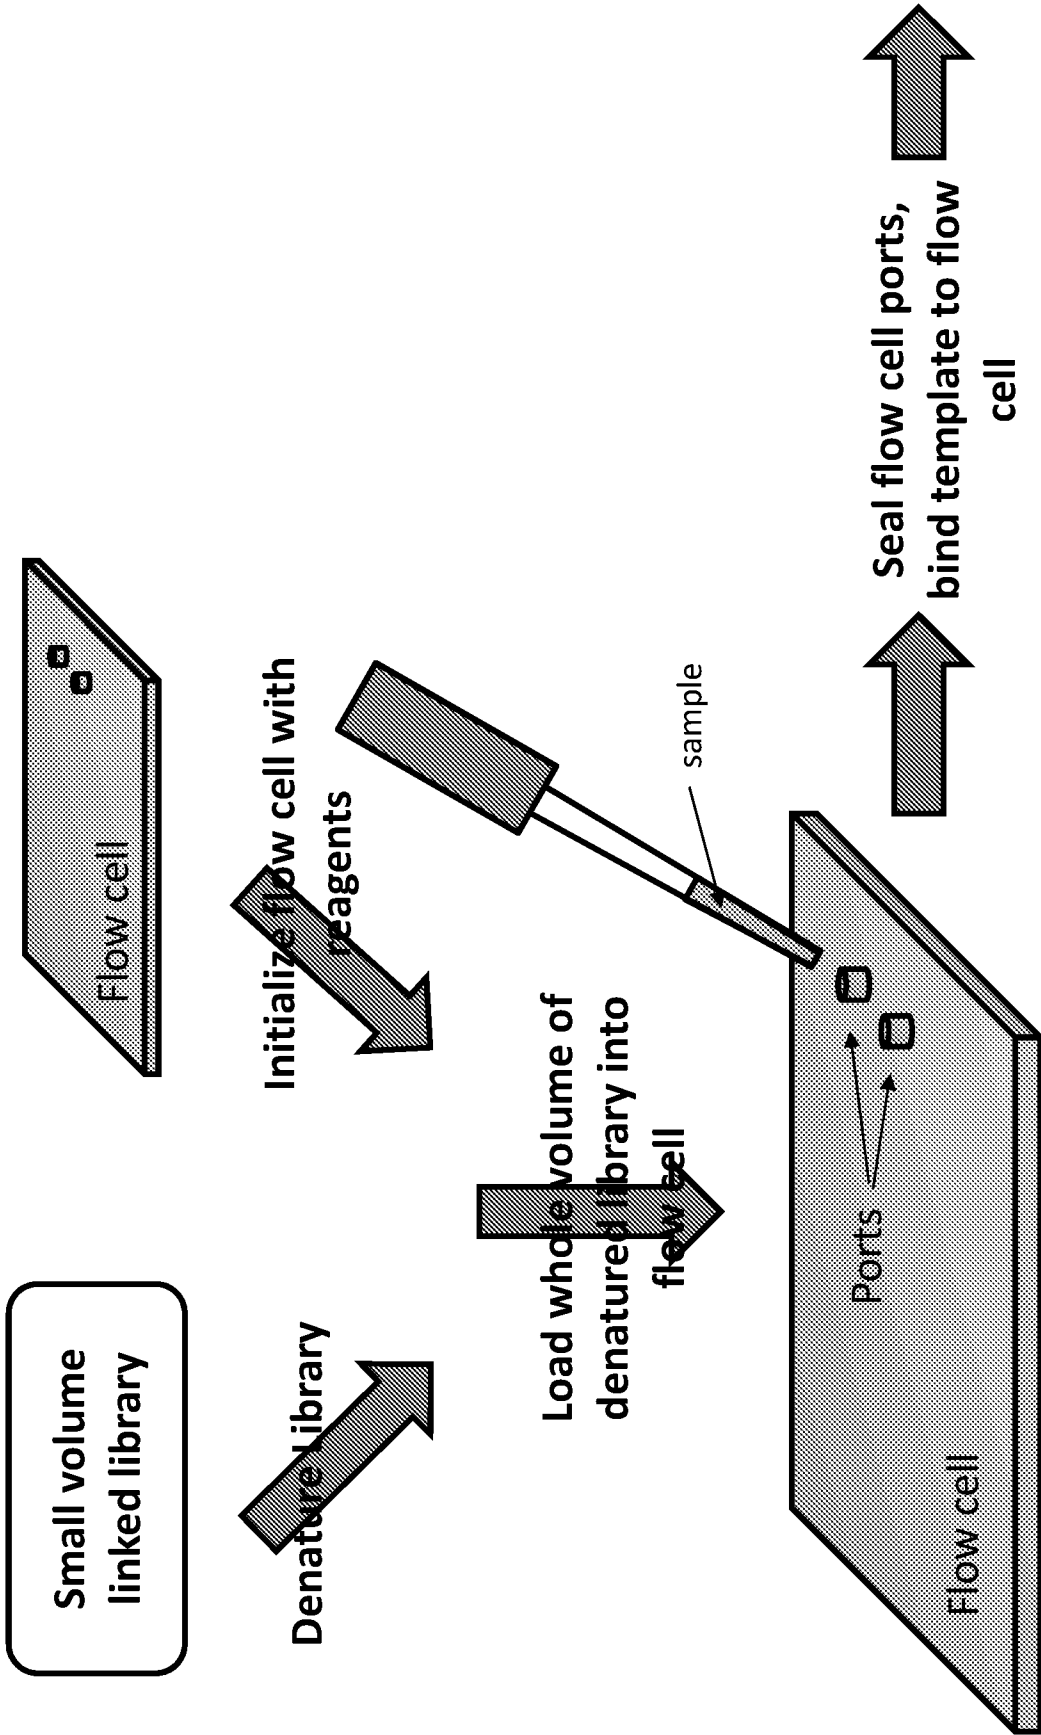 Small volume
linked library
Flow cell
Denature Library
Initialize flow cell with
reagents
Load whole volume of
denatured library into
flow cell
sample
Ports
Flow cell
Seal flow cell ports,
bind template to flow
cell